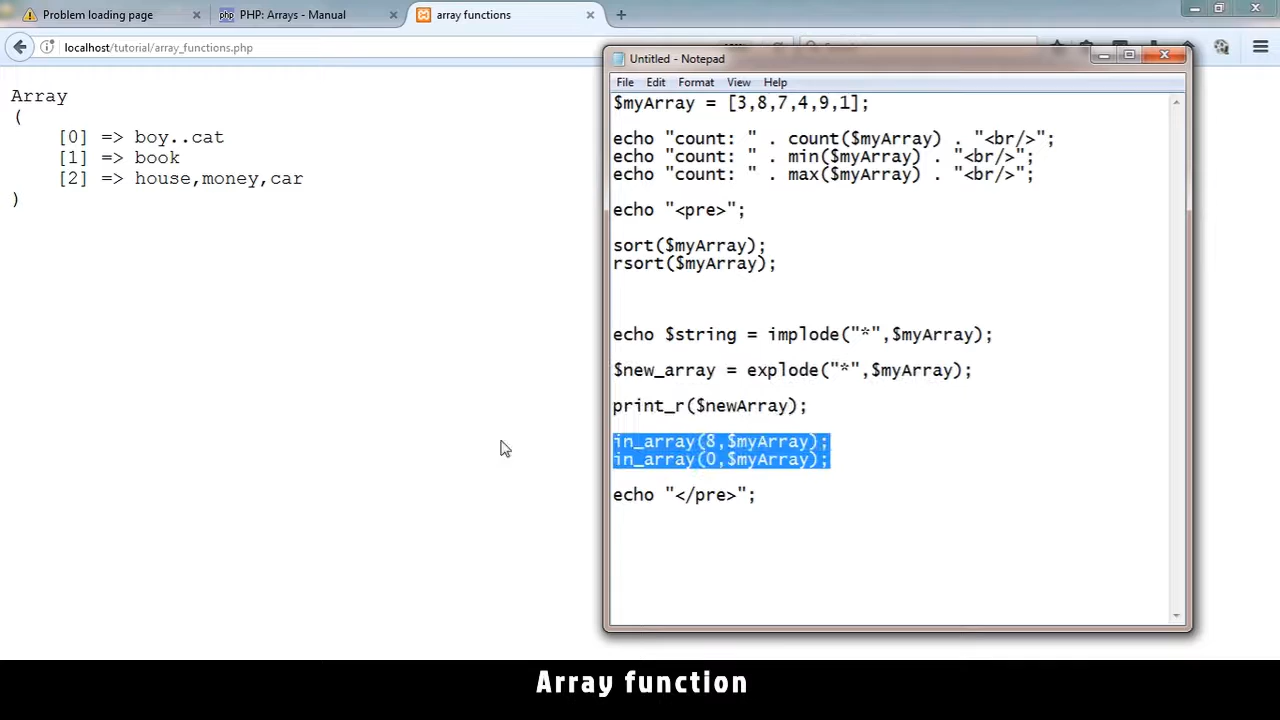 Problem loading page
PHP: Arrays - Manual
array functions
localhost/tutorial/array_functions.php
Array
(
[0] => boy..cat
[1] => book
[2] => house,money,car
)
Untitled - Notepad
File Edit Format View Help
$myArray = [3,8,7,4,9,1];
echo "count: " . count($myArray) . "<br/>";
echo "count: " . min($myArray) . "<br/>";
echo "count: " . max($myArray) . "<br/>";
echo "<pre>";
sort($myArray);
rsort($myArray);
echo $string = implode("*",$myArray);
$new_array = explode("*",$myArray);
print_r($newArray);
in_array(8,$myArray);
in_array(0,$myArray);
echo "</pre>";
Array function